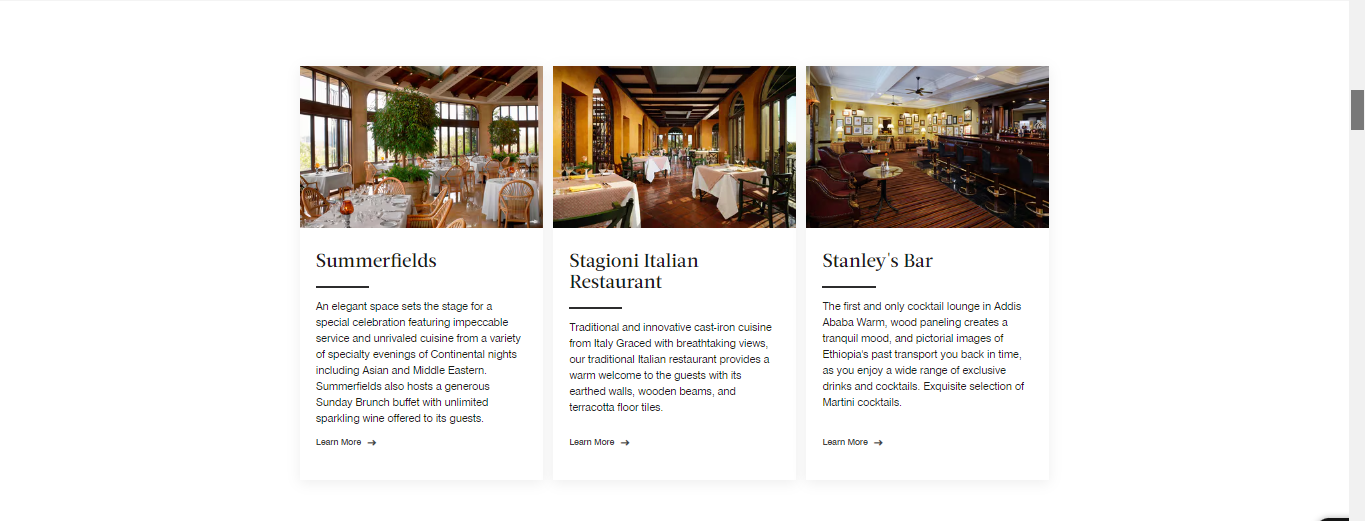 Summerfields
An elegant space sets the stage for a
special celebration featuring impeccable
service and unrivaled cuisine from a variety
of specialty evenings of Continental nights
including Asian and Middle Eastern.
Summerfields also hosts a generous
Sunday Brunch buffet with unlimited
sparkling wine offered to its guests.
Learn More →
Stagioni Italian
Restaurant
Traditional and innovative cast-iron cuisine
from Italy Graced with breathtaking views,
our traditional Italian restaurant provides a
warm welcome to the guests with its
earthed walls, wooden beams, and
terracotta floor tiles.
Learn More →
Stanley's Bar
The first and only cocktail lounge in Addis
Ababa Warm, wood paneling creates a
tranquil mood, and pictorial images of
Ethiopia's past transport you back in time,
as you enjoy a wide range of exclusive
drinks and cocktails. Exquisite selection of
Martini cocktails.
Learn More →